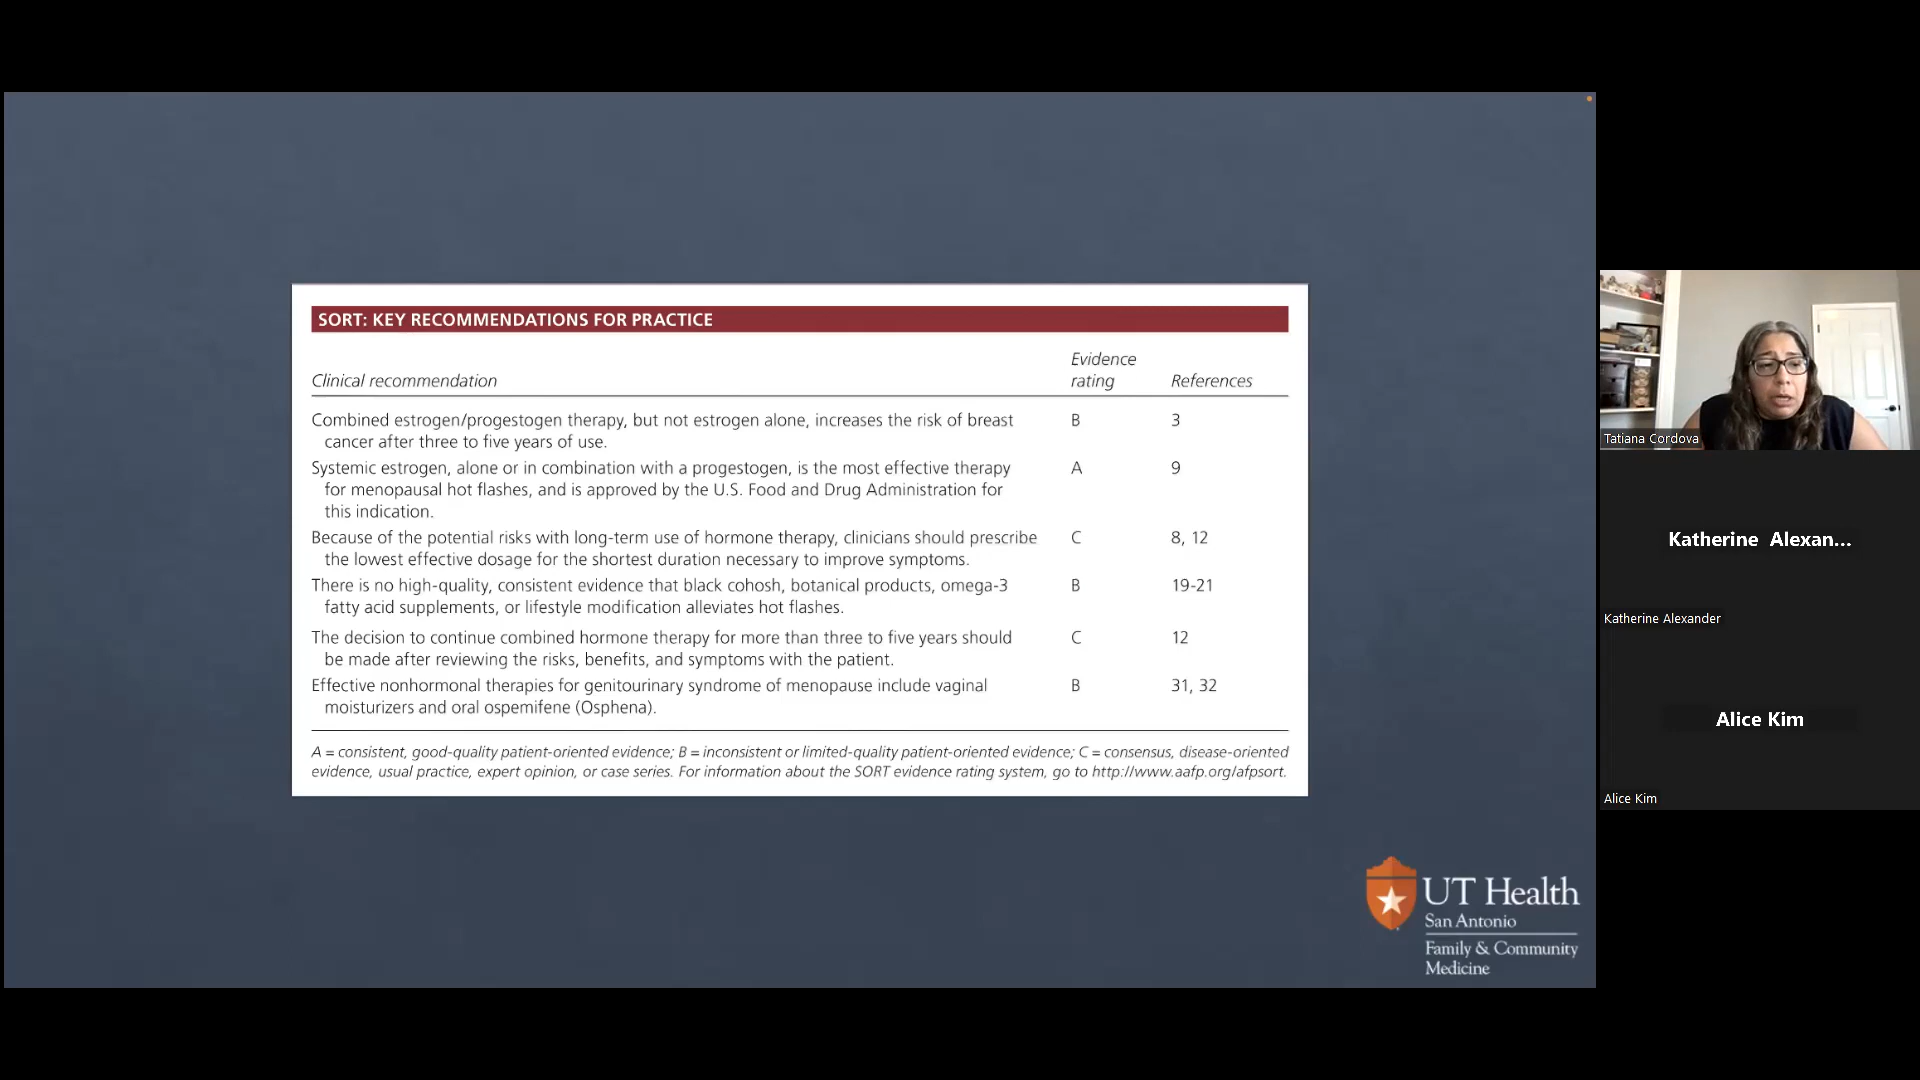 SORT: KEY RECOMMENDATIONS FOR PRACTICE
Clinical recommendation
Evidence
rating
References
Combined estrogen/progestogen therapy, but not estrogen alone, increases the risk of breast
cancer after three to five years of use.
B
3
Systemic estrogen, alone or in combination with a progestogen, is the most effective therapy
for menopausal hot flashes, and is approved by the U.S. Food and Drug Administration for
this indication.
A
9
Because of the potential risks with long-term use of hormone therapy, clinicians should prescribe
the lowest effective dosage for the shortest duration necessary to improve symptoms.
C
8, 12
There is no high-quality, consistent evidence that black cohosh, botanical products, omega-3
fatty acid supplements, or lifestyle modification alleviates hot flashes.
B
19-21
The decision to continue combined hormone therapy for more than three to five years should
be made after reviewing the risks, benefits, and symptoms with the patient.
C
12
Effective nonhormonal therapies for genitourinary syndrome of menopause include vaginal
moisturizers and oral ospemifene (Osphena).
B
31, 32
A = consistent, good-quality patient-oriented evidence; B = inconsistent or limited-quality patient-oriented evidence; C = consensus, disease-oriented
evidence, usual practice, expert opinion, or case series. For information about the SORT evidence rating system, go to http://www.aafp.org/afpsort.
UT Health
San Antonio
Family & Community
Medicine
Tatiana Cordova
Katherine Alexan...
Katherine Alexander
Alice Kim
Alice Kim